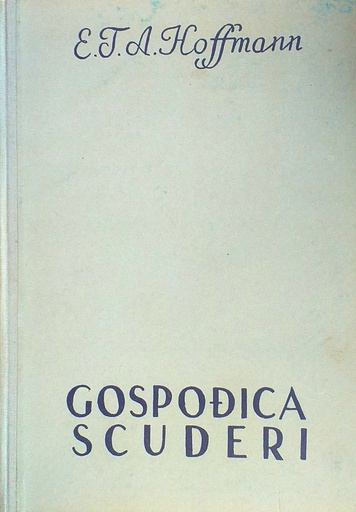 E. T. A. Hoffmann
GOSPOĐICA
SCUDERI